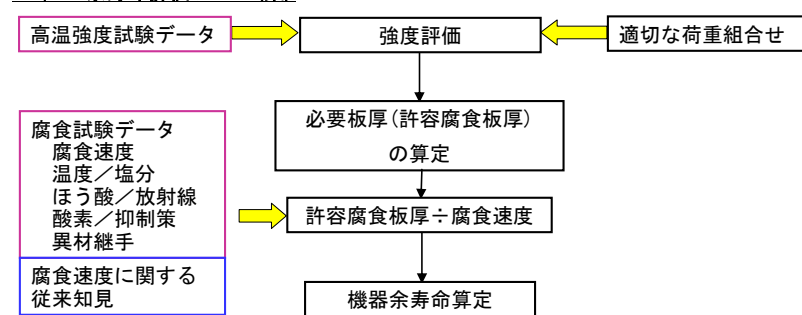 高温強度試験データ
強度評価
適切な荷重組合せ
必要板厚(許容腐食板厚)
の算定
腐食試験データ
腐食速度
温度／塩分
ほう酸／放射線
酸素／抑制策
異材継手
許容腐食板厚÷腐食速度
腐食速度に関する
従来知見
機器余寿命算定